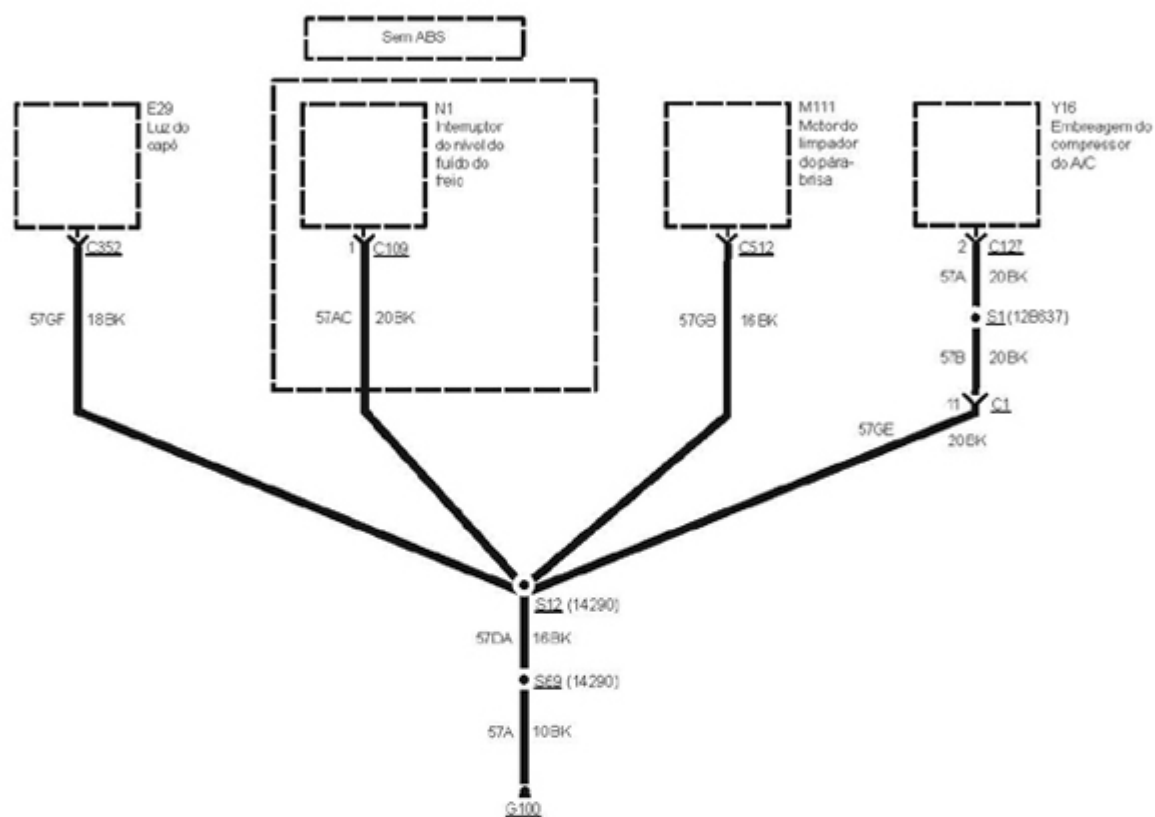 Sem ABS
E29
Luz do
capô
N1
Interruptor
do nível do
fuído do
freio
M111
Motor do
limpador
do pára-
brisa
Y16
Embreagem do
compressor
do A/C
C352
1 C109
C512
2 C127
57A 20BK
57GF 18BK
57AC 20BK
57GB 16BK
S1 (12B637)
57B 20BK
11 C1
57GE
20BK
S12 (14290)
57DA 16BK
S69 (14290)
57A 10BK
G100